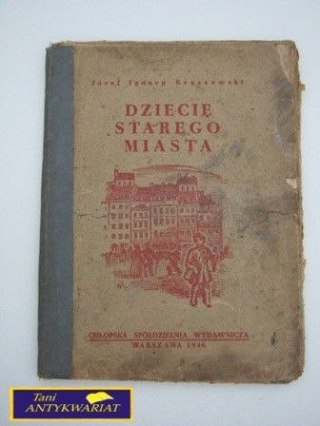 Józef Ignacy Kraszewski
DZIECIĘ
STAREGO
MIASTA
CHŁOPSKA SPÓŁDZIELNIA WYDAWNICZA
WARSZAWA 1946
Tani
ANTYKWARIAT